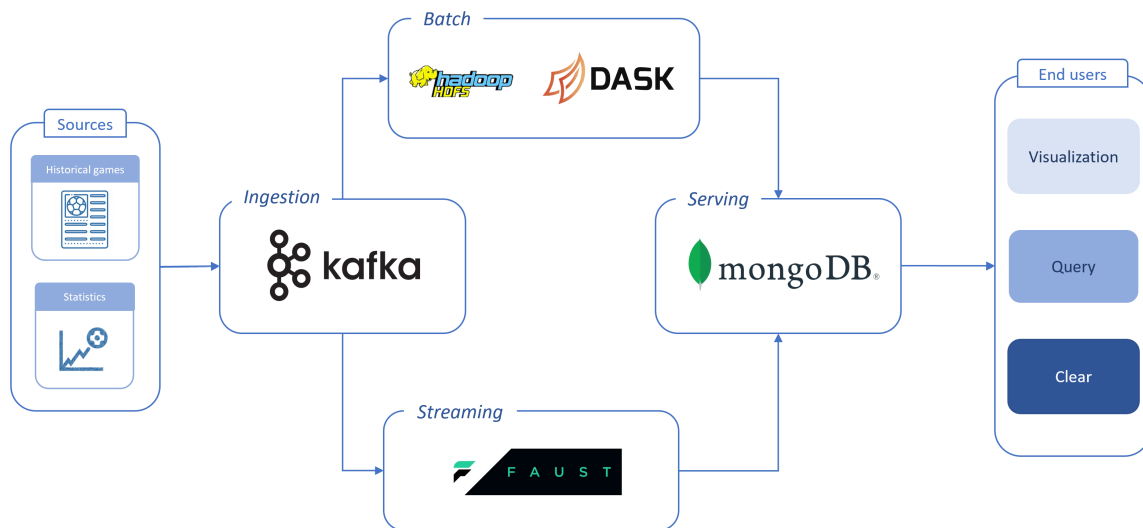 Batch
hadoop
HDFS
DASK
End users
Sources
Historical games
Visualization
Ingestion
Serving
kafka
mongoDB®
Query
Statistics
Clear
Streaming
FAUST